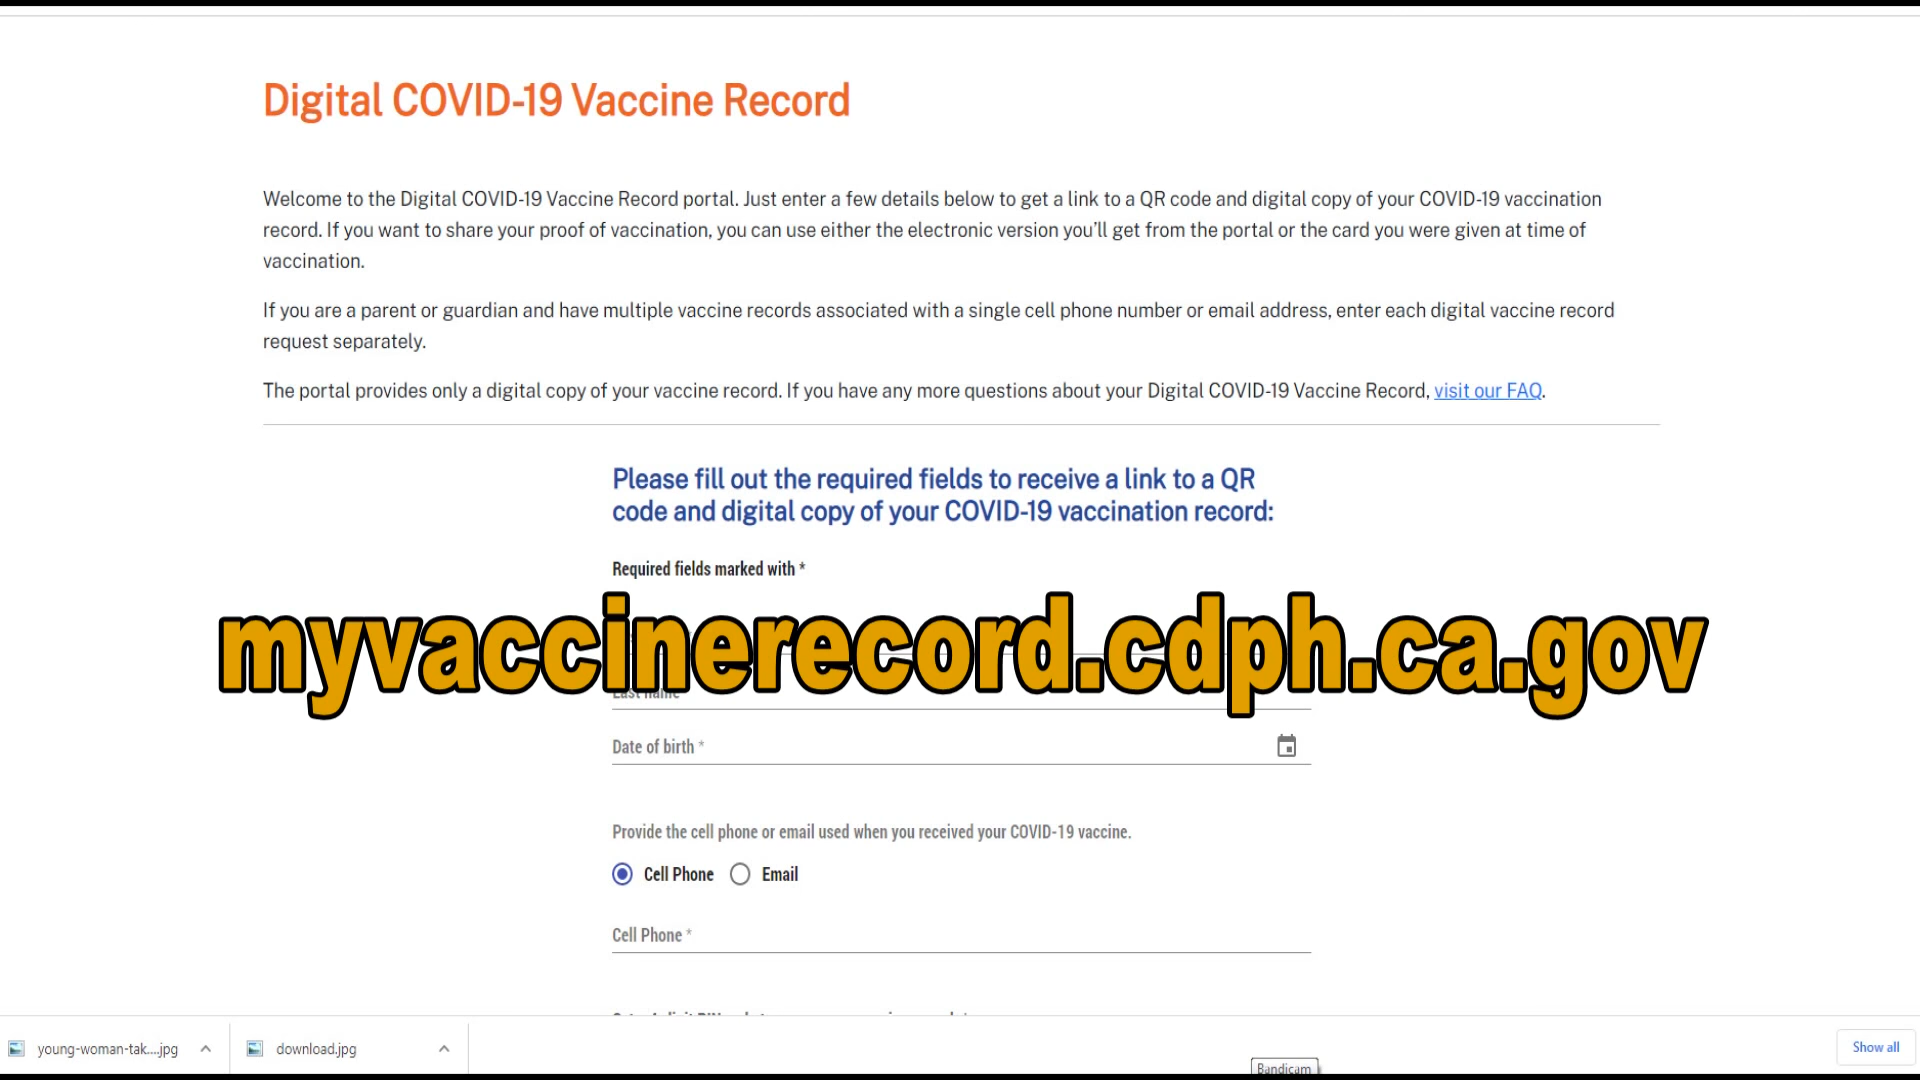 Digital COVID-19 Vaccine Record
Welcome to the Digital COVID-19 Vaccine Record portal. Just enter a few details below to get a link to a QR code and digital copy of your COVID-19 vaccination
record. If you want to share your proof of vaccination, you can use either the electronic version you'll get from the portal or the card you were given at time of
vaccination.
If you are a parent or guardian and have multiple vaccine records associated with a single cell phone number or email address, enter each digital vaccine record
request separately.
The portal provides only a digital copy of your vaccine record. If you have any more questions about your Digital COVID-19 Vaccine Record, visit our FAQ.
Please fill out the required fields to receive a link to a QR
code and digital copy of your COVID-19 vaccination record:
Required fields marked with *
myvaccinerecord.cdph.ca.gov
Last name
Date of birth *
Provide the cell phone or email used when you received your COVID-19 vaccine.
Cell Phone Email
Cell Phone *
young-woman-tak....jpg download.jpg Show all
Bandicam